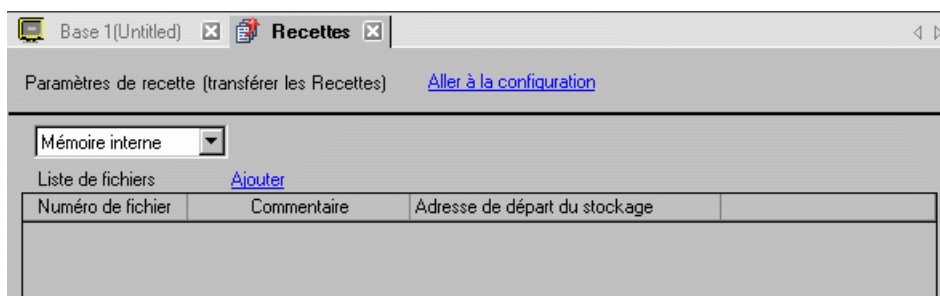 Base 1(Untitled) Recettes
Paramètres de recette (transférer les Recettes) Aller à la configuration
Mémoire interne
Liste de fichiers Ajouter
Numéro de fichier Commentaire Adresse de départ du stockage